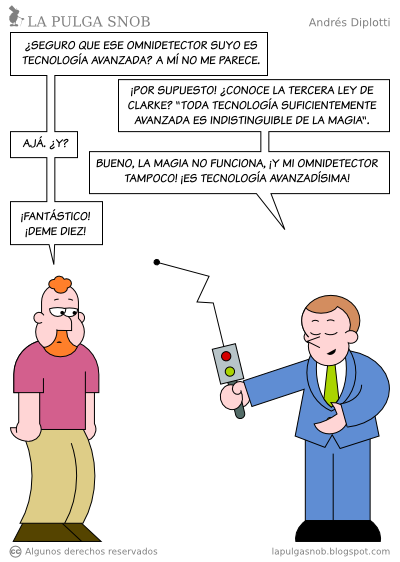 LA PULGA SNOB
Andrés Diplotti
¿SEGURO QUE ESE OMNIDETECTOR SUYO ES
TECNOLOGÍA AVANZADA? A MÍ NO ME PARECE.
¡POR SUPUESTO! ¿CONOCE LA TERCERA LEY DE
CLARKE? "TODA TECNOLOGÍA SUFICIENTEMENTE
AVANZADA ES INDISTINGUIBLE DE LA MAGIA".
AJÁ. ¿Y?
BUENO, LA MAGIA NO FUNCIONA, ¡Y MI OMNIDETECTOR
TAMPOCO! ¡ES TECNOLOGÍA AVANZADÍSIMA!
¡FANTÁSTICO!
¡DEME DIEZ!
cc Algunos derechos reservados
lapulgasnob.blogspot.com